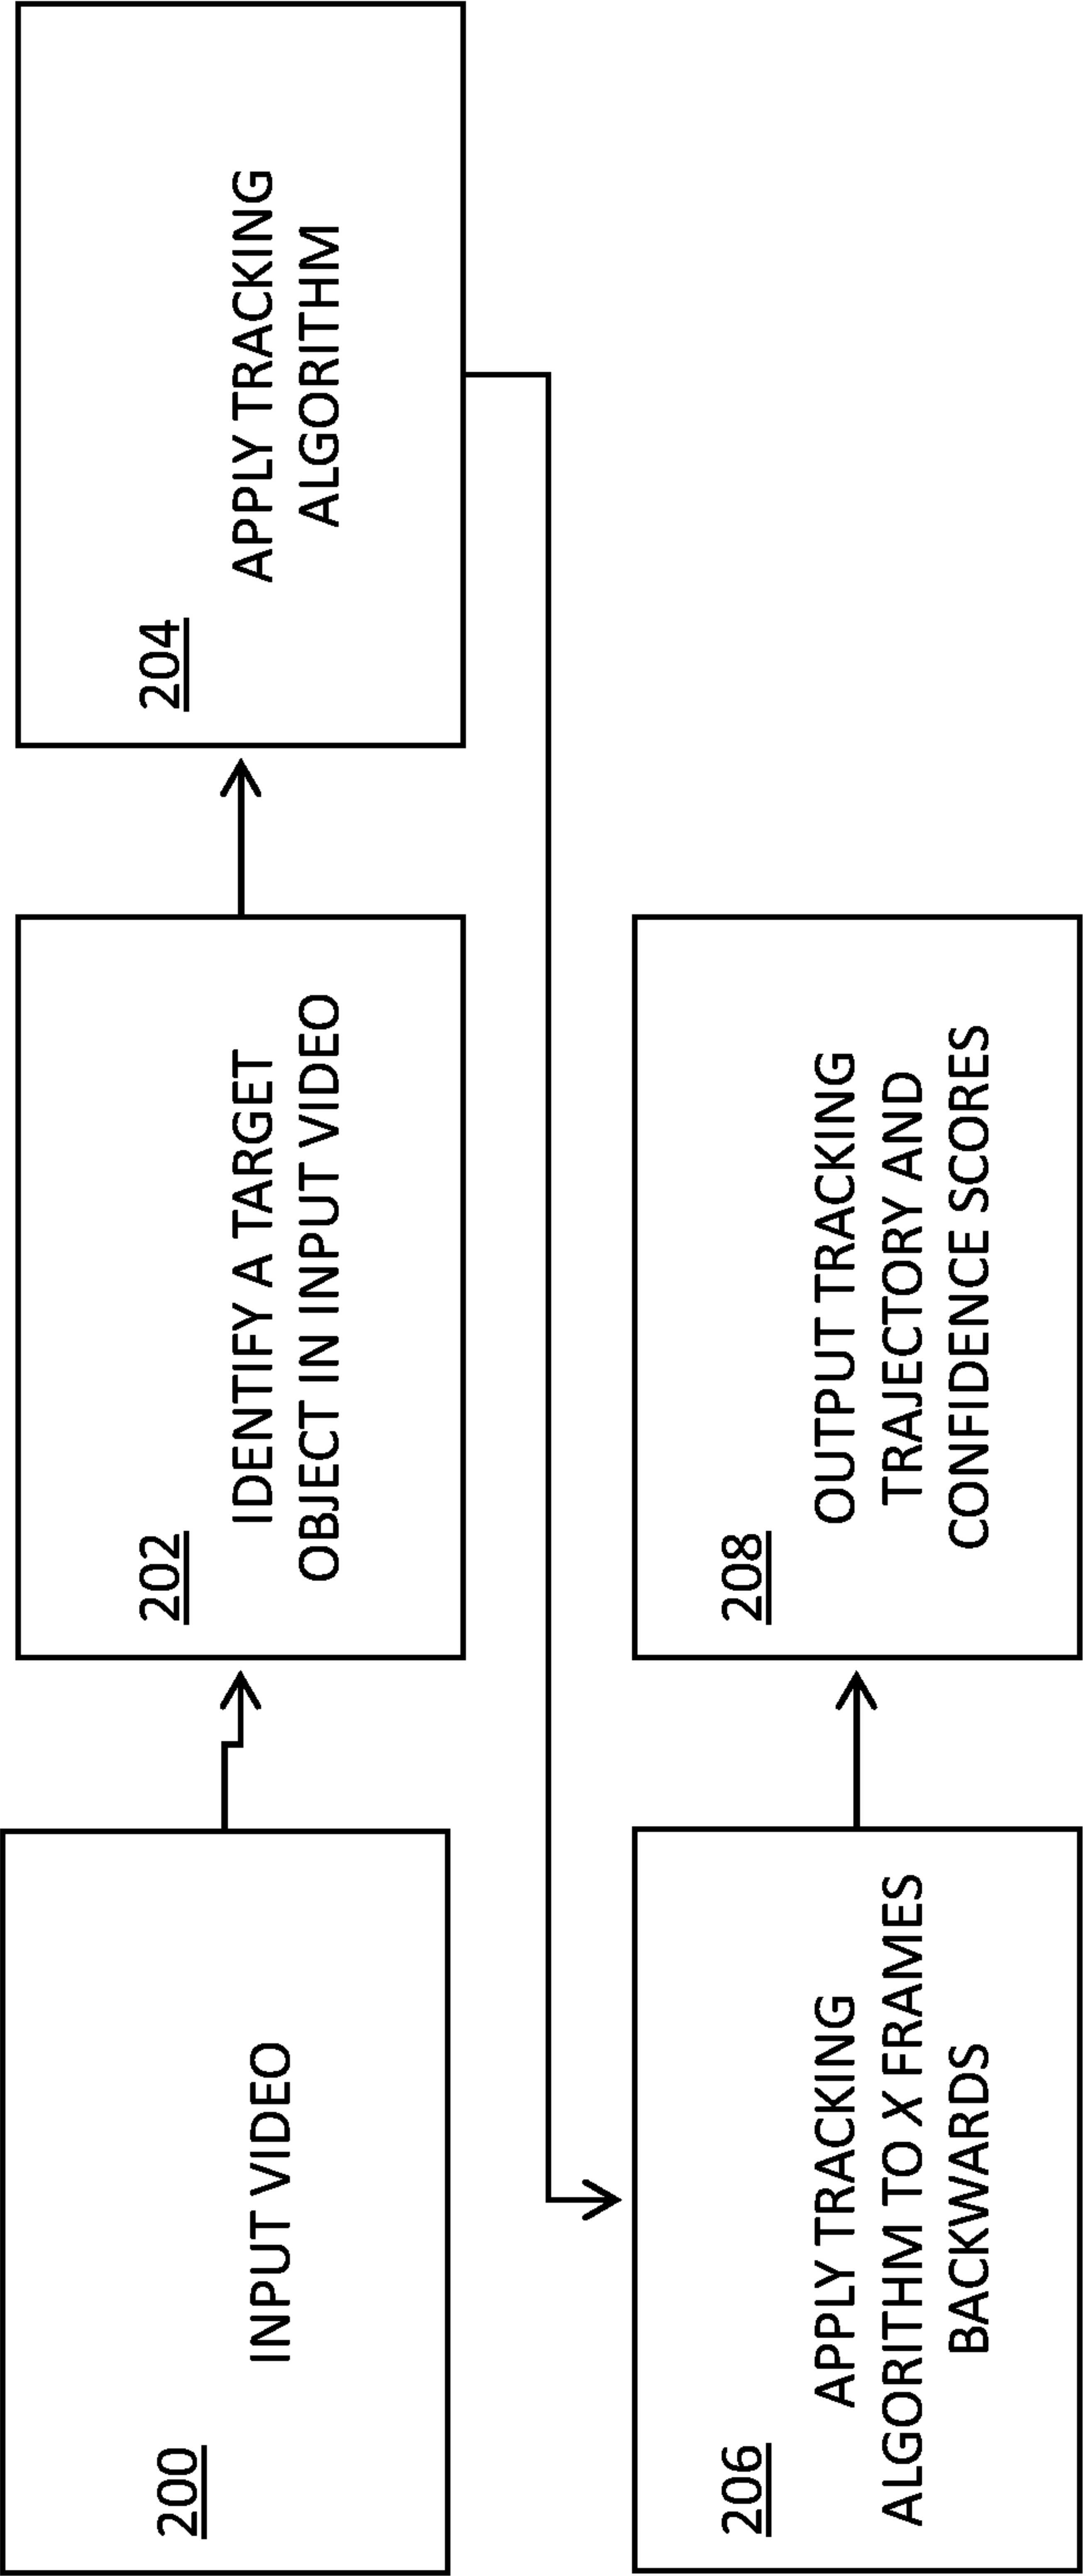 200
INPUT VIDEO
202
IDENTIFY A TARGET
OBJECT IN INPUT VIDEO
204
APPLY TRACKING
ALGORITHM
206
APPLY TRACKING
ALGORITHM TO X FRAMES
BACKWARDS
208
OUTPUT TRACKING
TRAJECTORY AND
CONFIDENCE SCORES